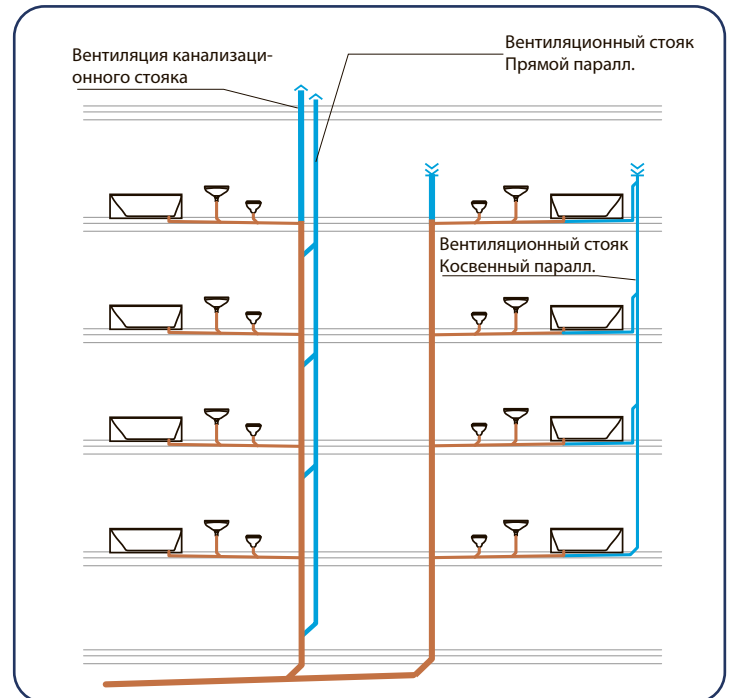 Вентиляция канализаци-
онного стояка
Вентиляционный стояк
Прямой паралл.
Вентиляционный стояк
Косвенный паралл.